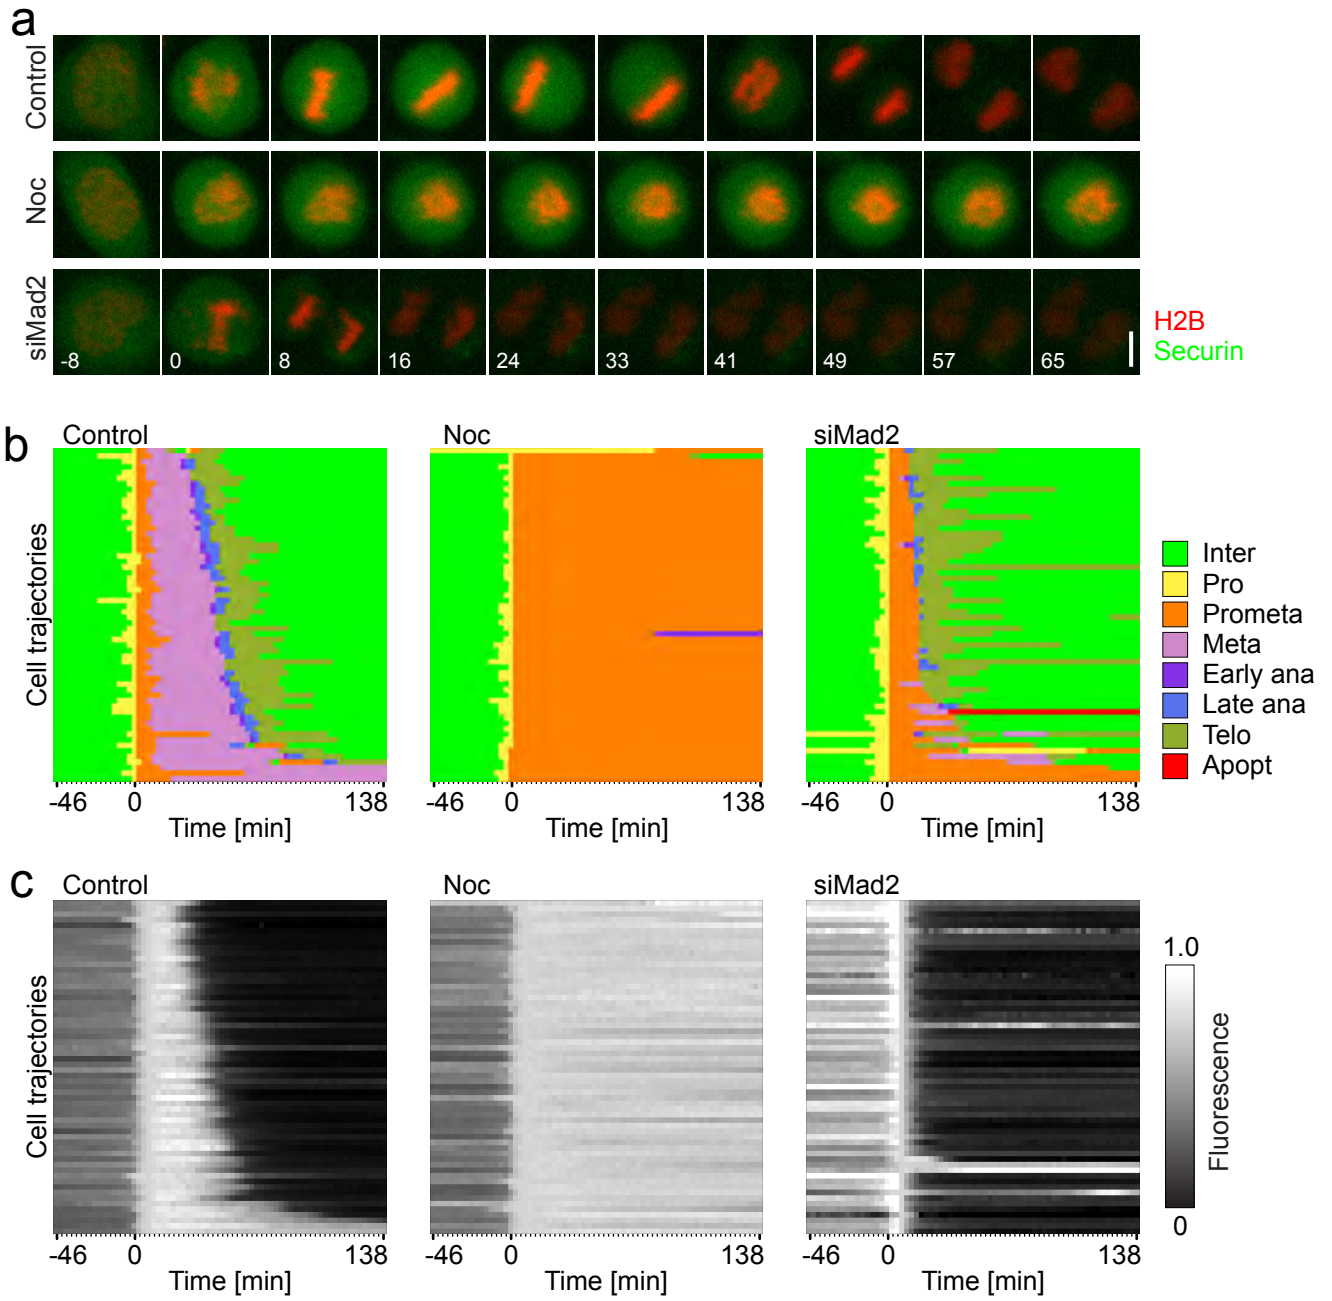 a
Control
Noc
siMad2
-8 0 8 16 24 33 41 49 57 65
H2B
Securin
b
Control Noc siMad2
Cell trajectories
Inter
Pro
Prometa
Meta
Early ana
Late ana
Telo
Apopt
-46 0 138 -46 0 138 -46 0 138
Time [min] Time [min] Time [min]
c
Control Noc siMad2
Cell trajectories
1.0
Fluorescence
0
-46 0 138 -46 0 138 -46 0 138
Time [min] Time [min] Time [min]